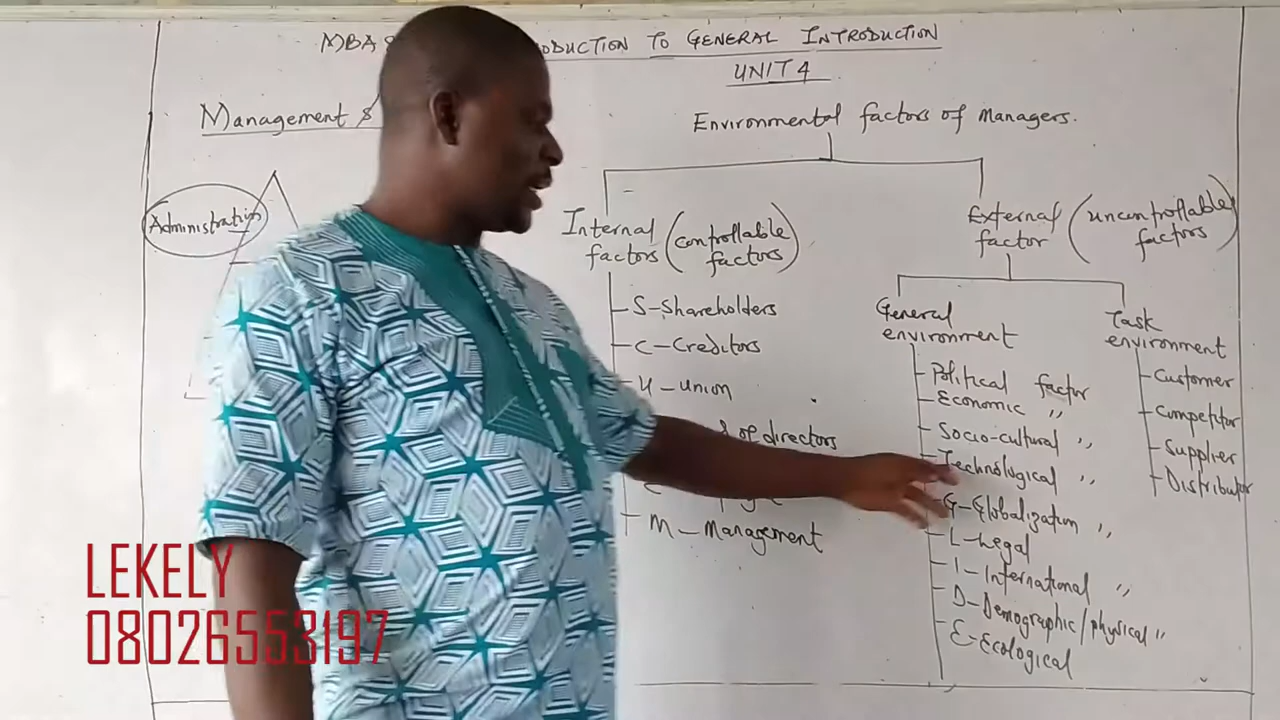 MBA 8
DUCTION TO GENERAL INTRODUCTION
UNIT 4
Management &
Administration
Environmental factors of managers.
Internal factors (controllable factors)
S-Shareholders
C-Creditors
U-Union
of directors
M-Management
External factor (uncontrollable factors)
General environment
Political factor
Economic ,,
Socio-cultural ,,
Technological ,,
G-Globalization ,,
L-Legal
I-International ,,
D-Demographic/physical ,,
E-Ecological
Task environment
Customer
Competitor
Supplier
Distributor
LEKELY
08026553197